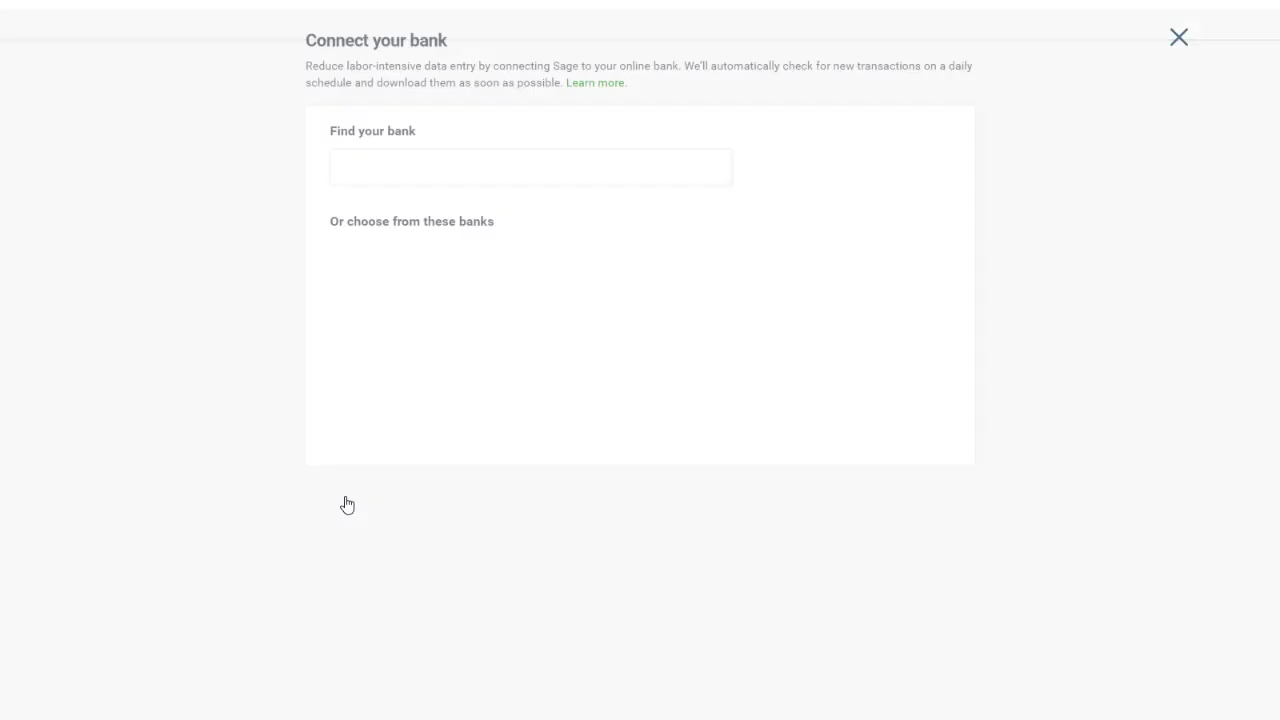 Connect your bank
Reduce labor-intensive data entry by connecting Sage to your online bank. We'll automatically check for new transactions on a daily
schedule and download them as soon as possible. Learn more.
Find your bank
Or choose from these banks